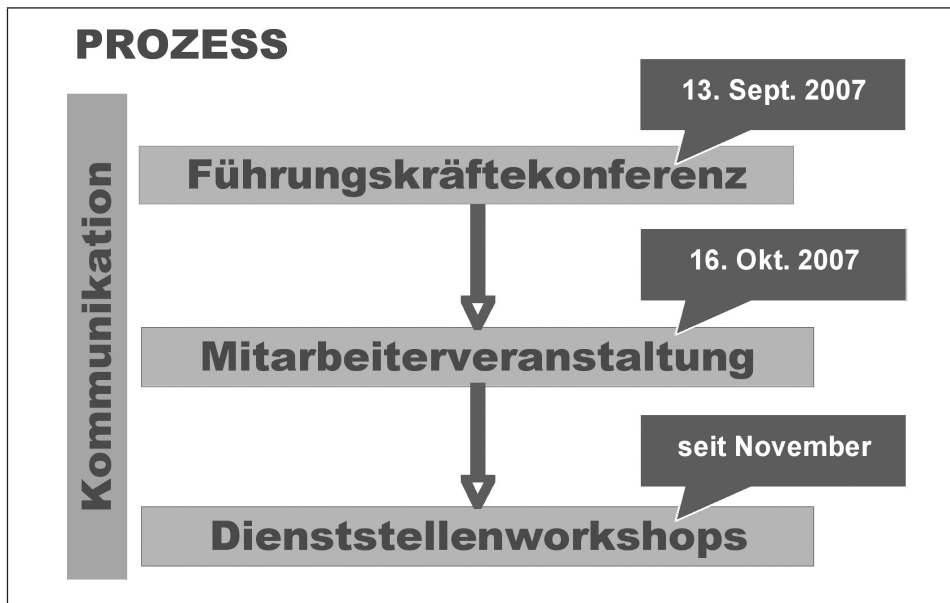 PROZESS
Kommunikation
13. Sept. 2007
Führungskräftekonferenz
16. Okt. 2007
Mitarbeiterveranstaltung
seit November
Dienststellenworkshops